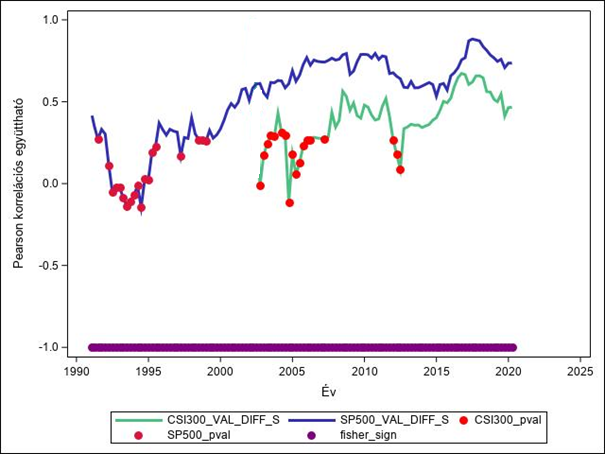 1.0
0.5
0.0
-0.5
-1.0
Pearson korrelációs együttható
1990 1995 2000 2005 2010 2015 2020 2025
Év
CSI300_VAL_DIFF_S SP500_VAL_DIFF_S CSI300_pval
SP500_pval fisher_sign